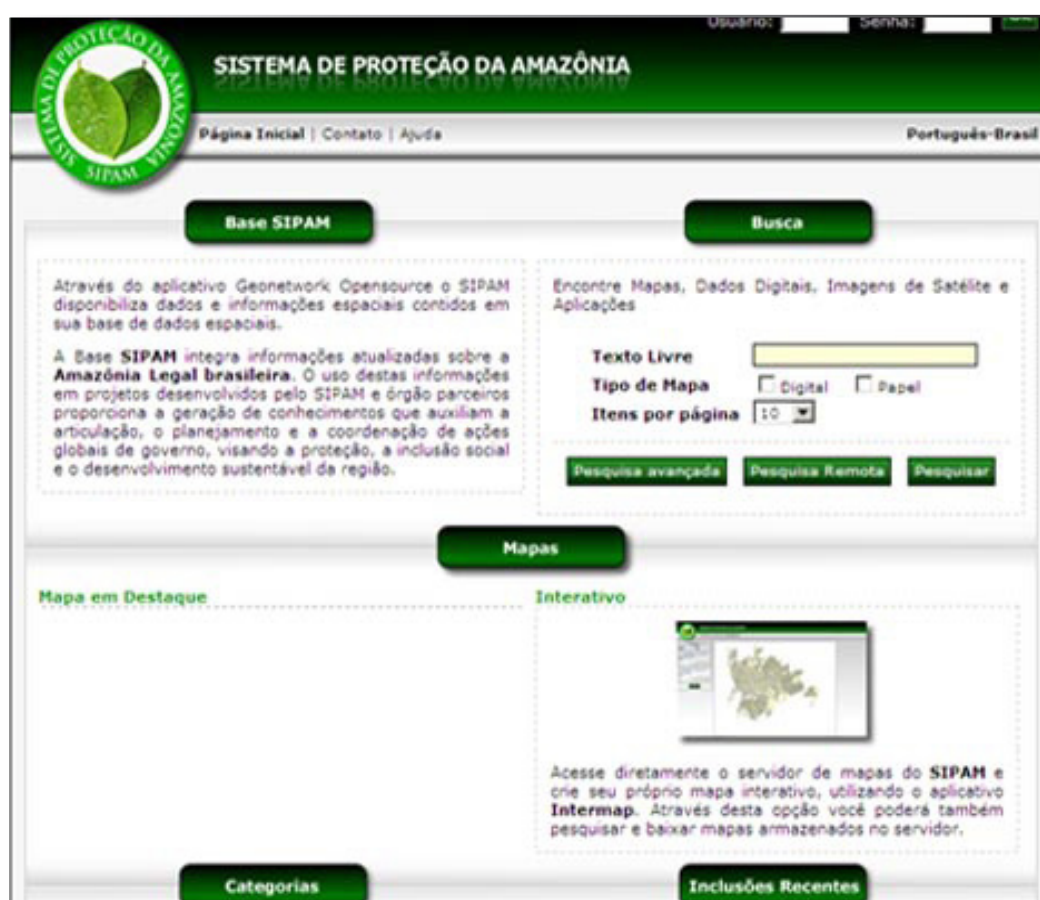 Usuário: Senha:
SISTEMA DE PROTEÇÃO DA AMAZÔNIA
SISTEMA DE PROTEÇÃO DA AMAZÔNIA
SIPAM
Página Inicial | Contato | Ajuda
Português-Brasil
Base SIPAM
Através do aplicativo Geonetwork Opensource o SIPAM
disponibiliza dados e informações espaciais contidos em
sua base de dados espaciais.
A Base SIPAM integra informações atualizadas sobre a
Amazônia Legal brasileira. O uso destas informações
em projetos desenvolvidos pelo SIPAM e órgão parceiros
proporciona a geração de conhecimentos que auxiliam a
articulação, o planejamento e a coordenação de ações
globais de governo, visando a proteção, a inclusão social
e o desenvolvimento sustentável da região.
Busca
Encontre Mapas, Dados Digitais, Imagens de Satélite e
Aplicações
Texto Livre
Tipo de Mapa Digital Papel
Itens por página 10
Pesquisa avançada Pesquisa Remota Pesquisar
Mapas
Mapa em Destaque
Interativo
Acesse diretamente o servidor de mapas do SIPAM e
crie seu próprio mapa interativo, utilizando o aplicativo
Intermap. Através desta opção você poderá também
pesquisar e baixar mapas armazenados no servidor.
Categorias
Inclusões Recentes